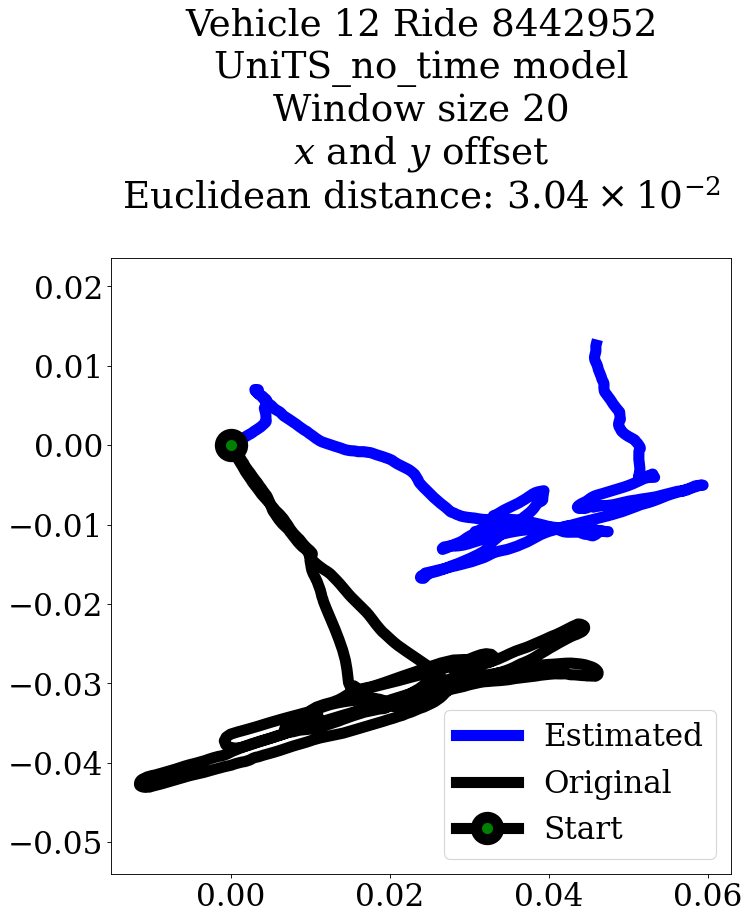 Vehicle 12 Ride 8442952
UniTS_no_time model
Window size 20
x and y offset
Euclidean distance: 3.04 × 10⁻²
0.02
0.01
0.00
−0.01
−0.02
−0.03
−0.04
−0.05
Estimated
Original
Start
0.00 0.02 0.04 0.06